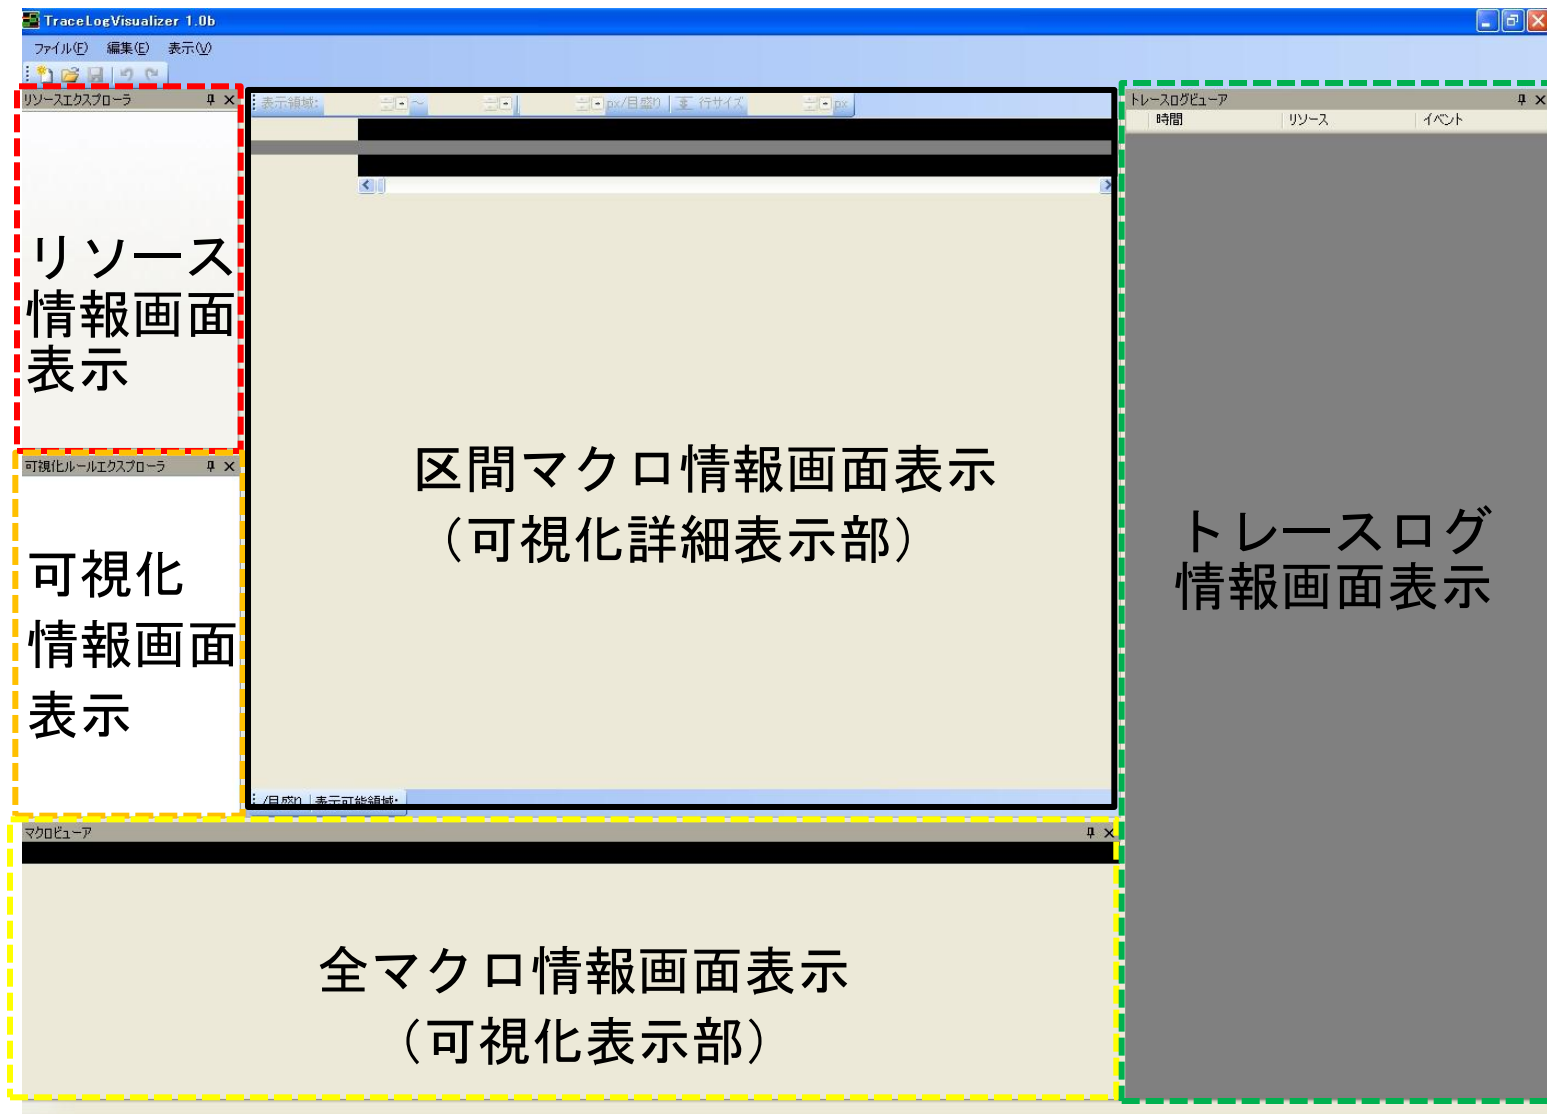 TraceLogVisualizer 1.0b
ファイル(F) 編集(E) 表示(V)
リソースエクスプローラ
リソース
情報画面
表示
可視化ルールエクスプローラ
可視化
情報画面
表示
表示領域: ～ px/目盛り 行サイズ px
区間マクロ情報画面表示
（可視化詳細表示部）
/目盛り 表示可能領域:
マクロビューア
全マクロ情報画面表示
（可視化表示部）
トレースログビューア
時間 リソース イベント
トレースログ
情報画面表示